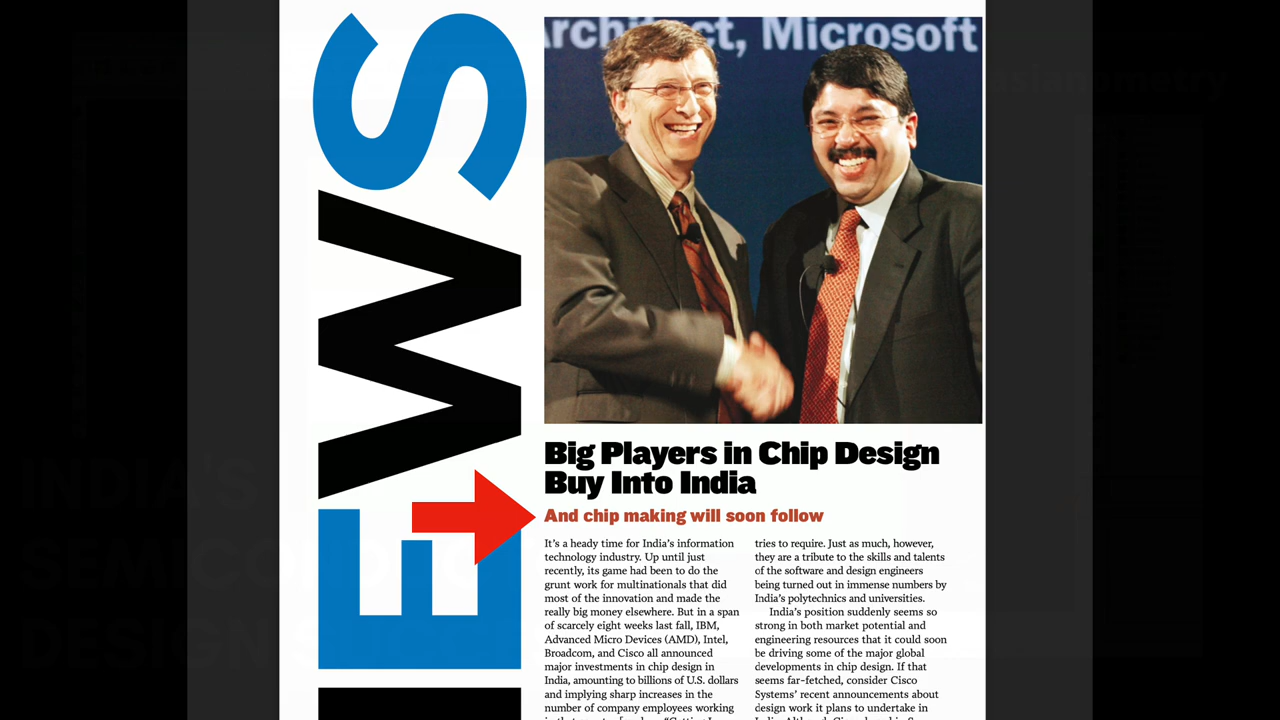 Architect, Microsoft
NEWS
Big Players in Chip Design
Buy Into India
And chip making will soon follow
It's a heady time for India's information
technology industry. Up until just
recently, its game had been to do the
grunt work for multinationals that did
most of the innovation and made the
really big money elsewhere. But in a span
of scarcely eight weeks last fall, IBM,
Advanced Micro Devices (AMD), Intel,
Broadcom, and Cisco all announced
major investments in chip design in
India, amounting to billions of U.S. dollars
and implying sharp increases in the
number of company employees working
tries to require. Just as much, however,
they are a tribute to the skills and talents
of the software and design engineers
being turned out in immense numbers by
India's polytechnics and universities.
India's position suddenly seems so
strong in both market potential and
engineering resources that it could soon
be driving some of the major global
developments in chip design. If that
seems far-fetched, consider Cisco
Systems' recent announcements about
design work it plans to undertake in
INDIA'S